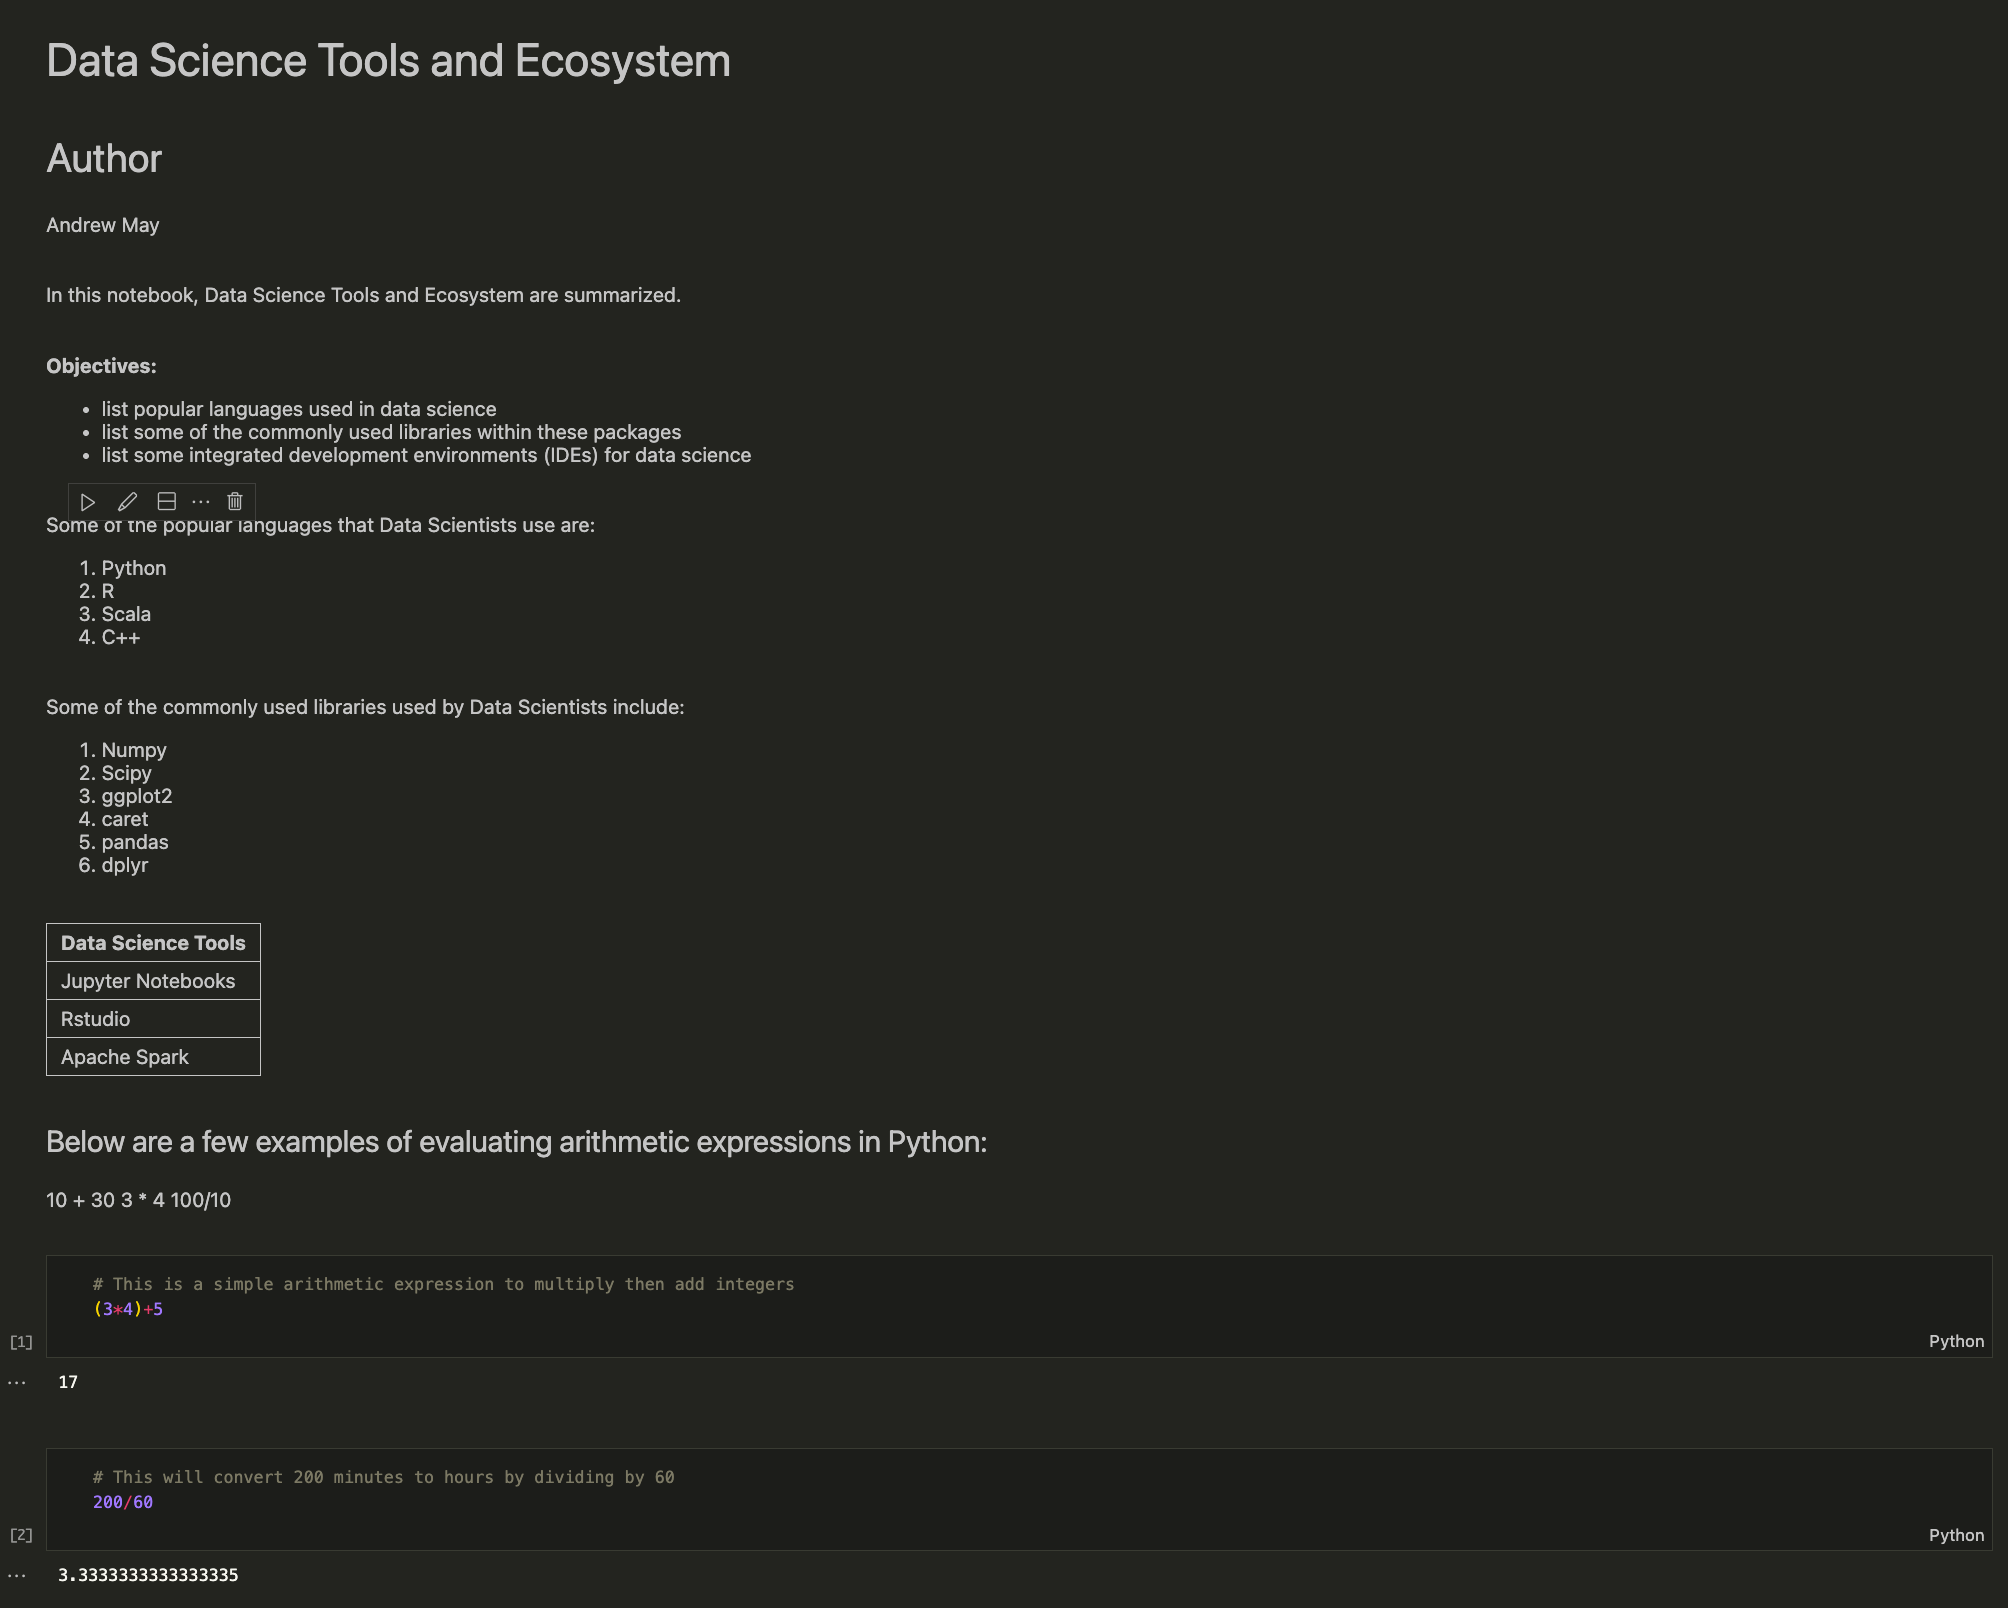 Data Science Tools and Ecosystem
Author
Andrew May
In this notebook, Data Science Tools and Ecosystem are summarized.
Objectives:
• list popular languages used in data science
• list some of the commonly used libraries within these packages
• list some integrated development environments (IDEs) for data science
Some of the popular languages that Data Scientists use are:
1. Python
2. R
3. Scala
4. C++
Some of the commonly used libraries used by Data Scientists include:
1. Numpy
2. Scipy
3. ggplot2
4. caret
5. pandas
6. dplyr
Data Science Tools
Jupyter Notebooks
Rstudio
Apache Spark
Below are a few examples of evaluating arithmetic expressions in Python:
10 + 30 3 * 4 100/10
# This is a simple arithmetic expression to multiply then add integers
(3*4)+5
[1]
Python
... 17
# This will convert 200 minutes to hours by dividing by 60
200/60
[2]
Python
... 3.3333333333333335